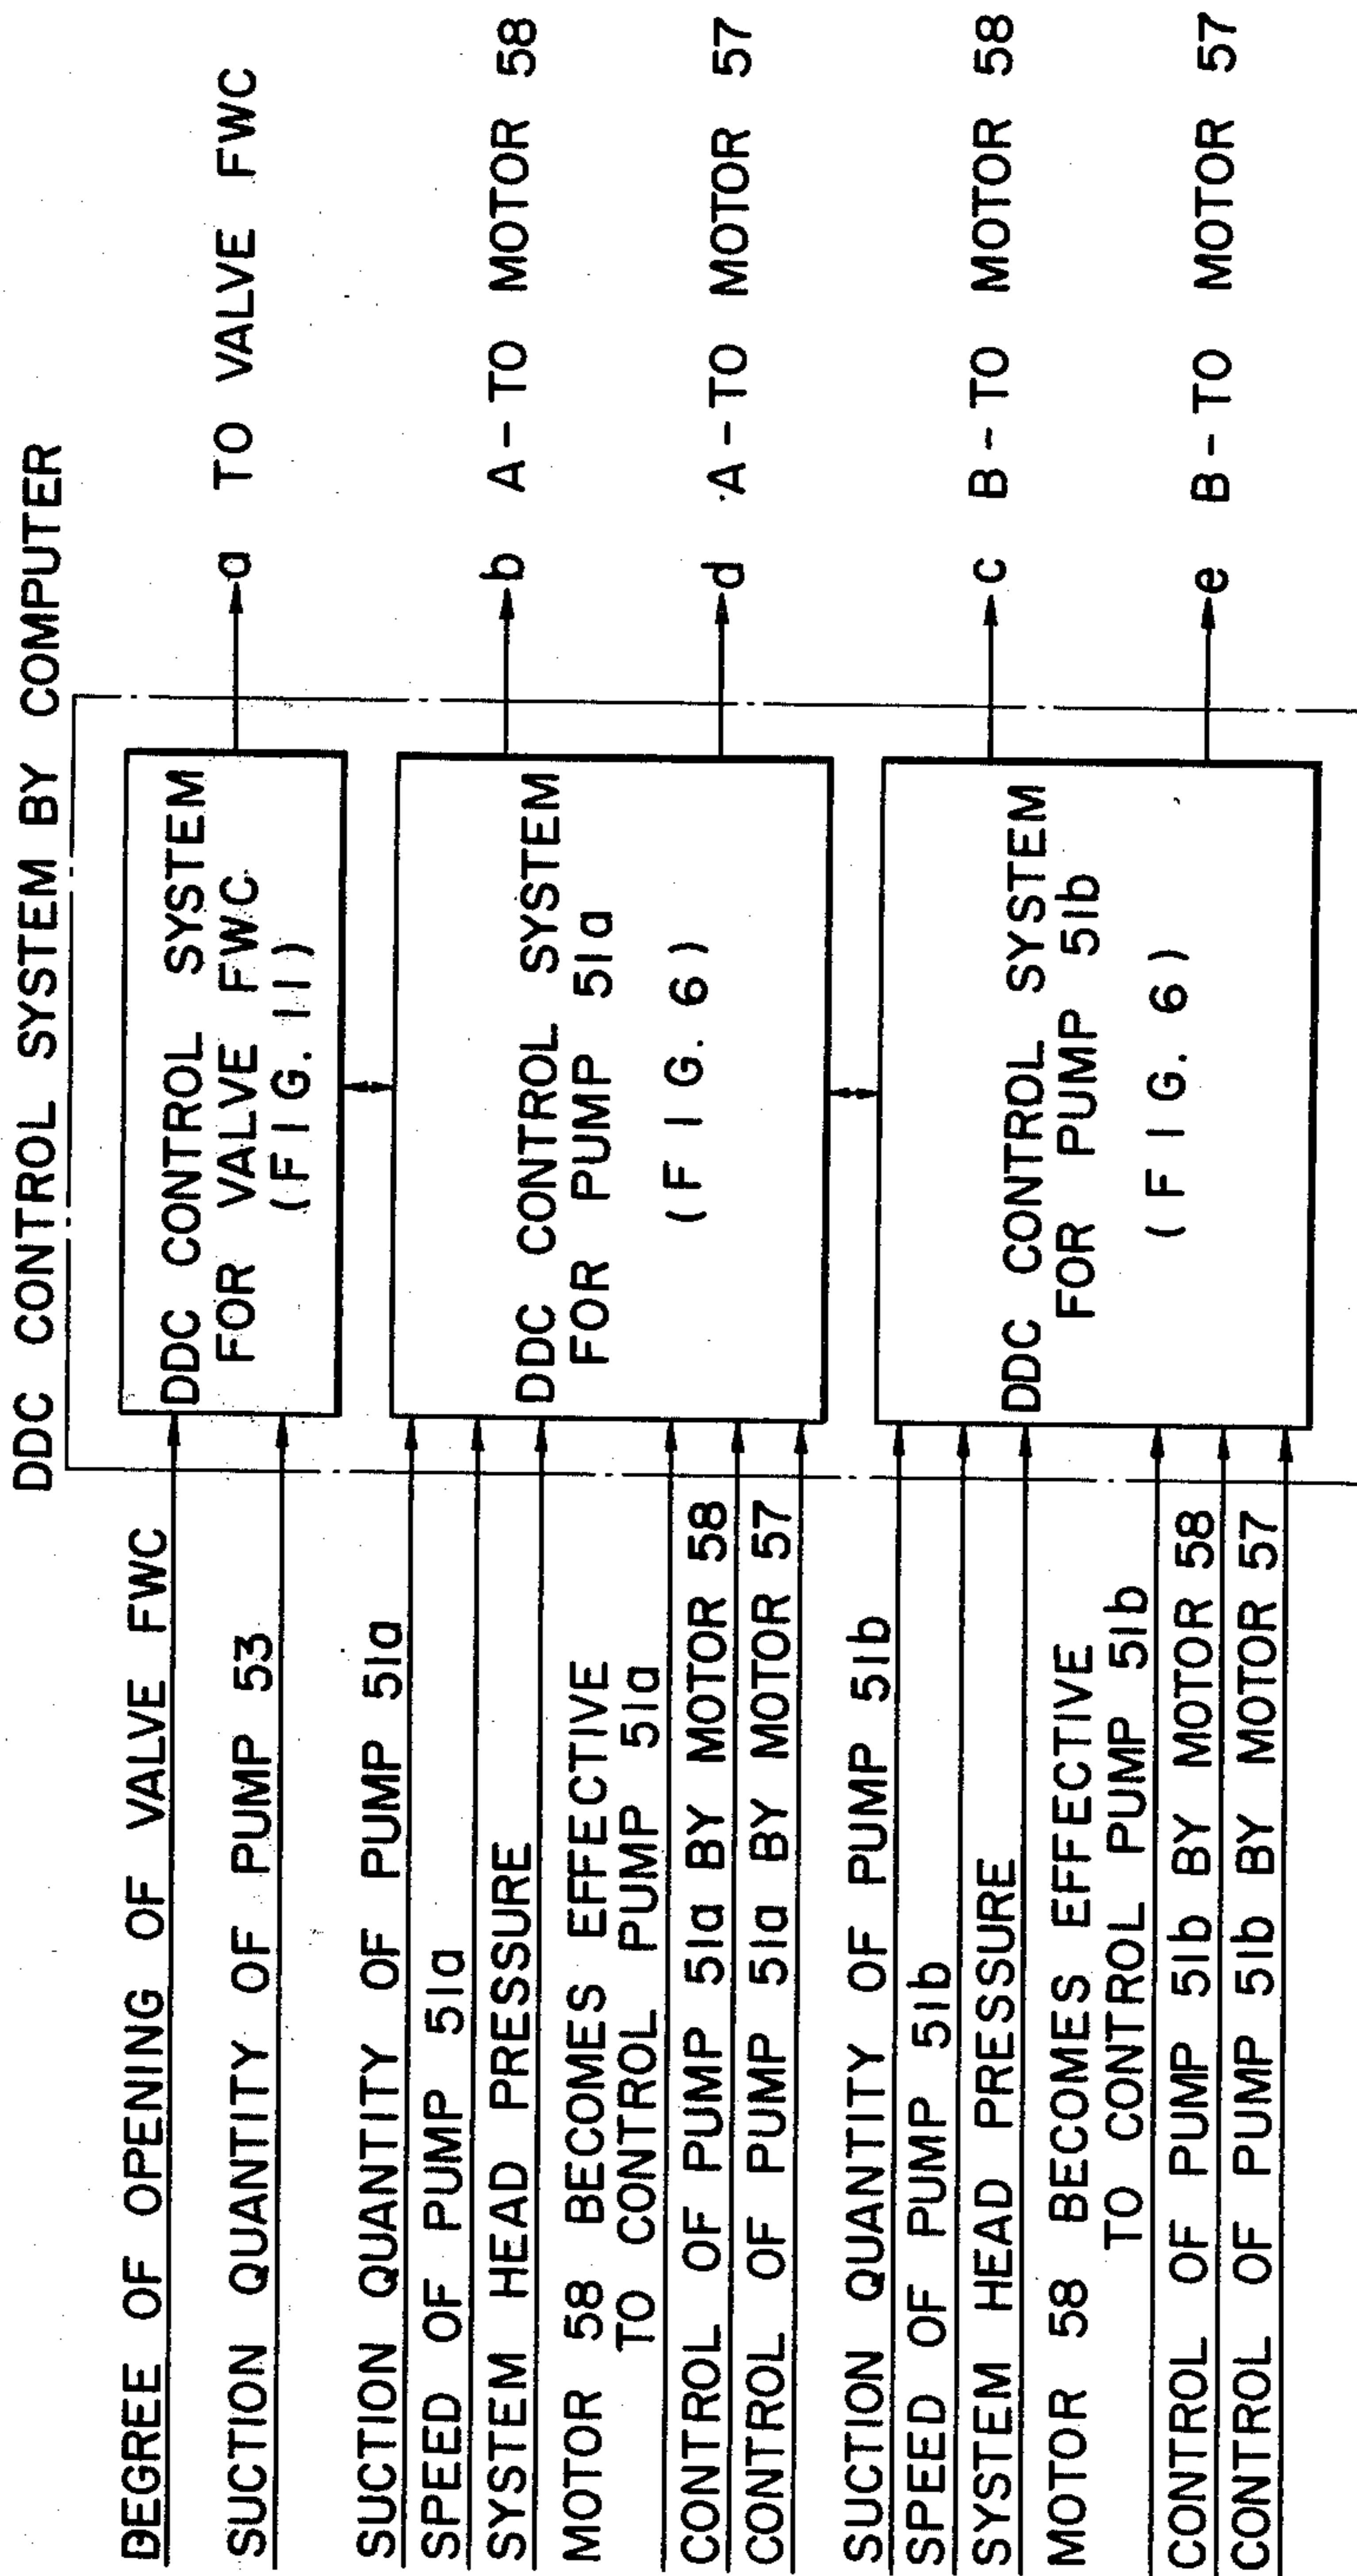 DDC CONTROL SYSTEM BY COMPUTER
DEGREE OF OPENING OF VALVE FWC
SUCTION QUANTITY OF PUMP 53
DDC CONTROL SYSTEM
FOR VALVE FWC
(FIG. 11)
a TO VALVE FWC
SUCTION QUANTITY OF PUMP 51a
SPEED OF PUMP 51a
SYSTEM HEAD PRESSURE
MOTOR 58 BECOMES EFFECTIVE
TO CONTROL PUMP 51a
CONTROL OF PUMP 51a BY MOTOR 58
CONTROL OF PUMP 51a BY MOTOR 57
DDC CONTROL SYSTEM
FOR PUMP 51a
(FIG. 6)
b A-TO MOTOR 58
d A-TO MOTOR 57
SUCTION QUANTITY OF PUMP 51b
SPEED OF PUMP 51b
SYSTEM HEAD PRESSURE
MOTOR 58 BECOMES EFFECTIVE
TO CONTROL PUMP 51b
CONTROL OF PUMP 51b BY MOTOR 58
CONTROL OF PUMP 51b BY MOTOR 57
DDC CONTROL SYSTEM
FOR PUMP 51b
(FIG. 6)
c B-TO MOTOR 58
e B-TO MOTOR 57